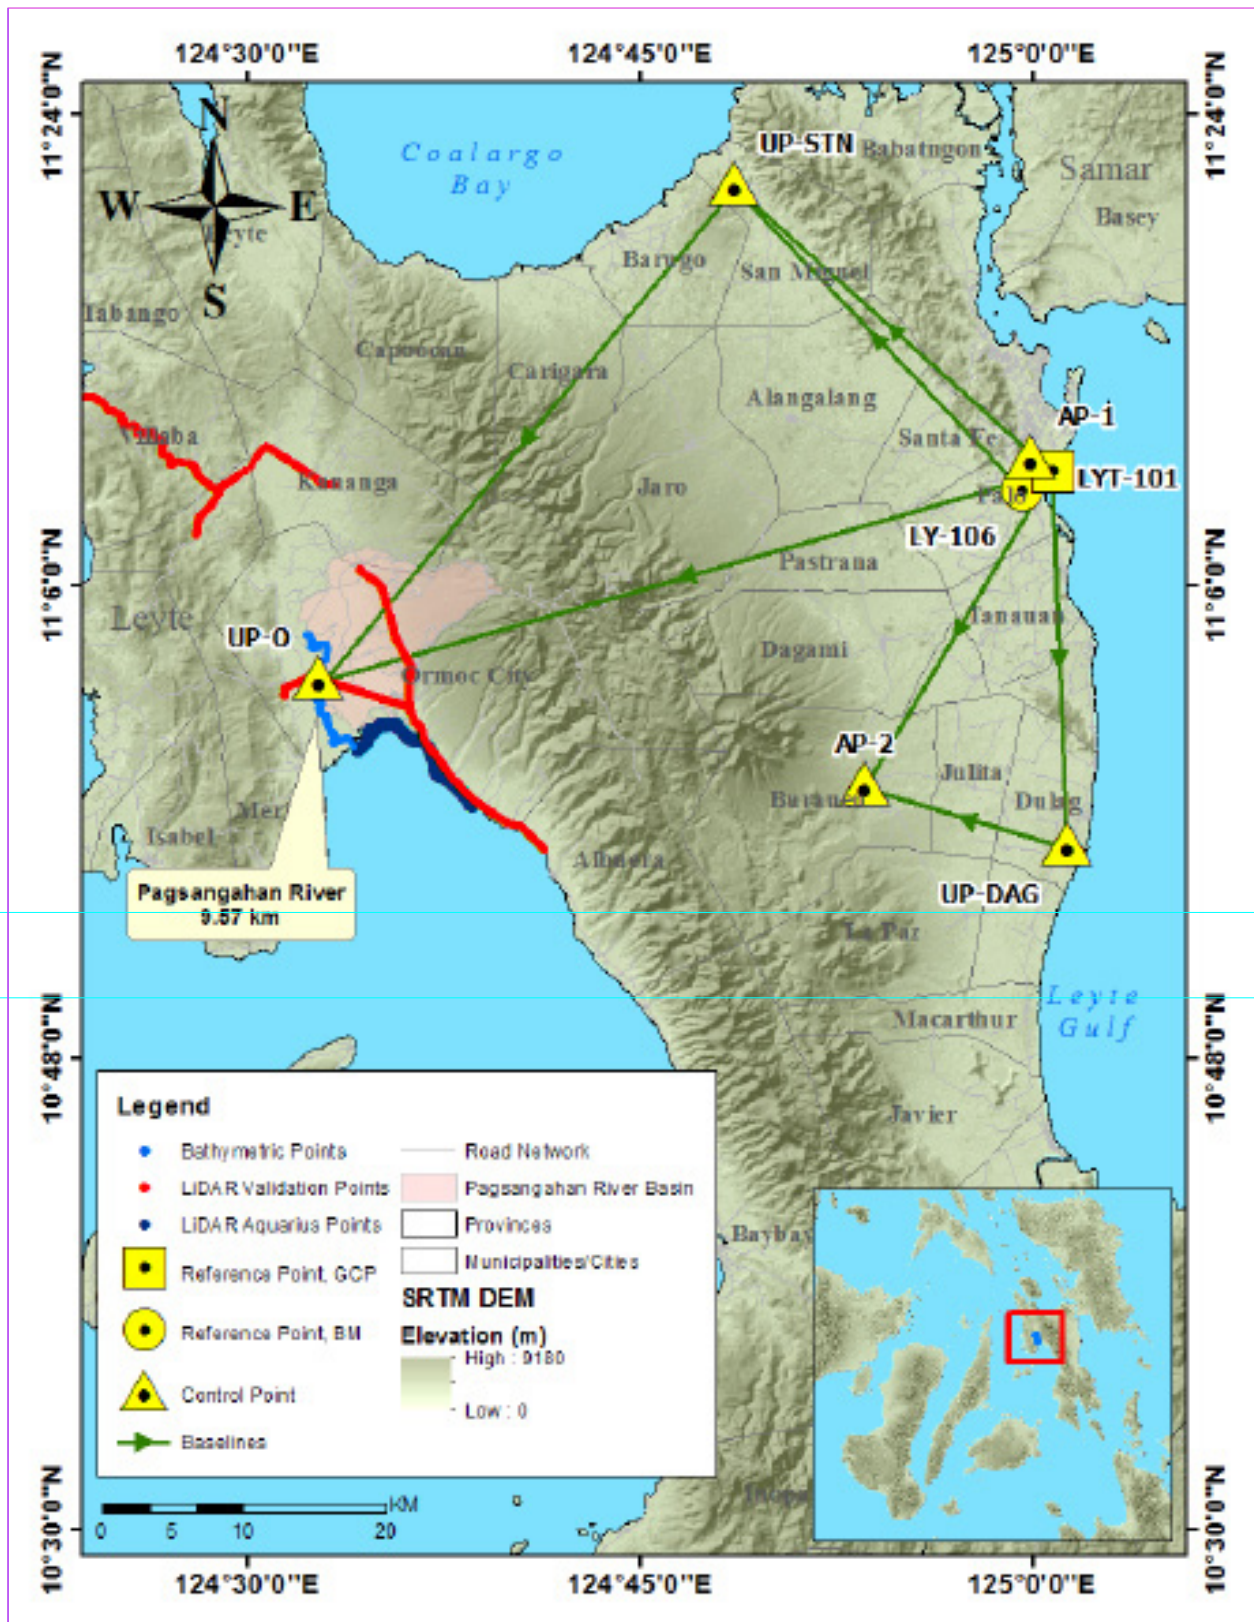 124°30'0"E 124°45'0"E 125°0'0"E
11°24'0"N
11°24'0"N
N
W E
S
Coalargo
Bay
UP-STN
Babatngon
Samar
Basey
Leyte
Barugo
San Miguel
Tabango
Capoocan
Carigara
Alangalang
AP-1
Villaba
Santa Fe
Kananga
Jaro
Palo
LYT-101
LY-106
Pastrana
11°6'0"N
11°6'0"N
Leyte
UP-O
Tanauan
Dagami
Ormoc City
AP-2
Julita
Burauen
Dulag
Mer
Isabel
Albuera
Pagsangahan River
9.57 km
UP-DAG
La Paz
Leyte
Gulf
Macarthur
10°48'0"N
10°48'0"N
Javier
Baybay
Legend
Bathymetric Points
LiDAR Validation Points
LiDAR Aquarius Points
Reference Point, GCP
Reference Point, BM
Control Point
Baselines
Road Network
Pagsangahan River Basin
Provinces
Municipalities/Cities
SRTM DEM
Elevation (m)
High : 9180
Low : 0
KM
0 5 10 20
10°30'0"N
10°30'0"N
124°30'0"E 124°45'0"E 125°0'0"E